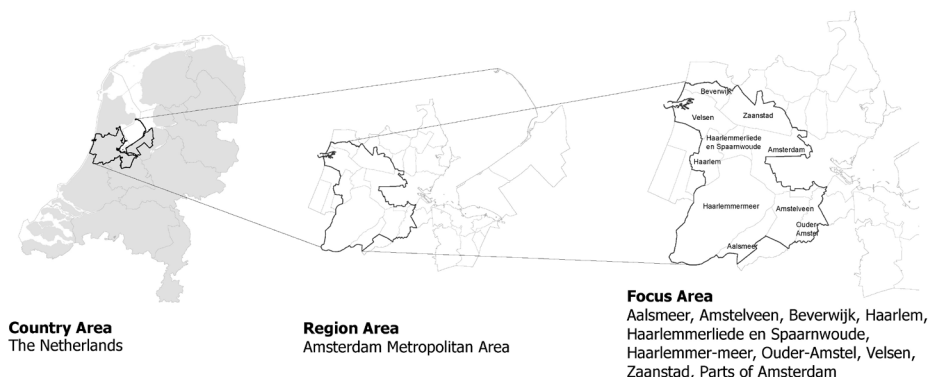 Beverwijk
Velsen
Zaanstad
Haarlemmerliede
en Spaarnwoude
Amsterdam
Haarlem
Haarlemmermeer
Amstelveen
Ouder-
Amstel
Aalsmeer
Country Area
The Netherlands
Region Area
Amsterdam Metropolitan Area
Focus Area
Aalsmeer, Amstelveen, Beverwijk, Haarlem,
Haarlemmerliede en Spaarnwoude,
Haarlemmer-meer, Ouder-Amstel, Velsen,
Zaanstad, Parts of Amsterdam